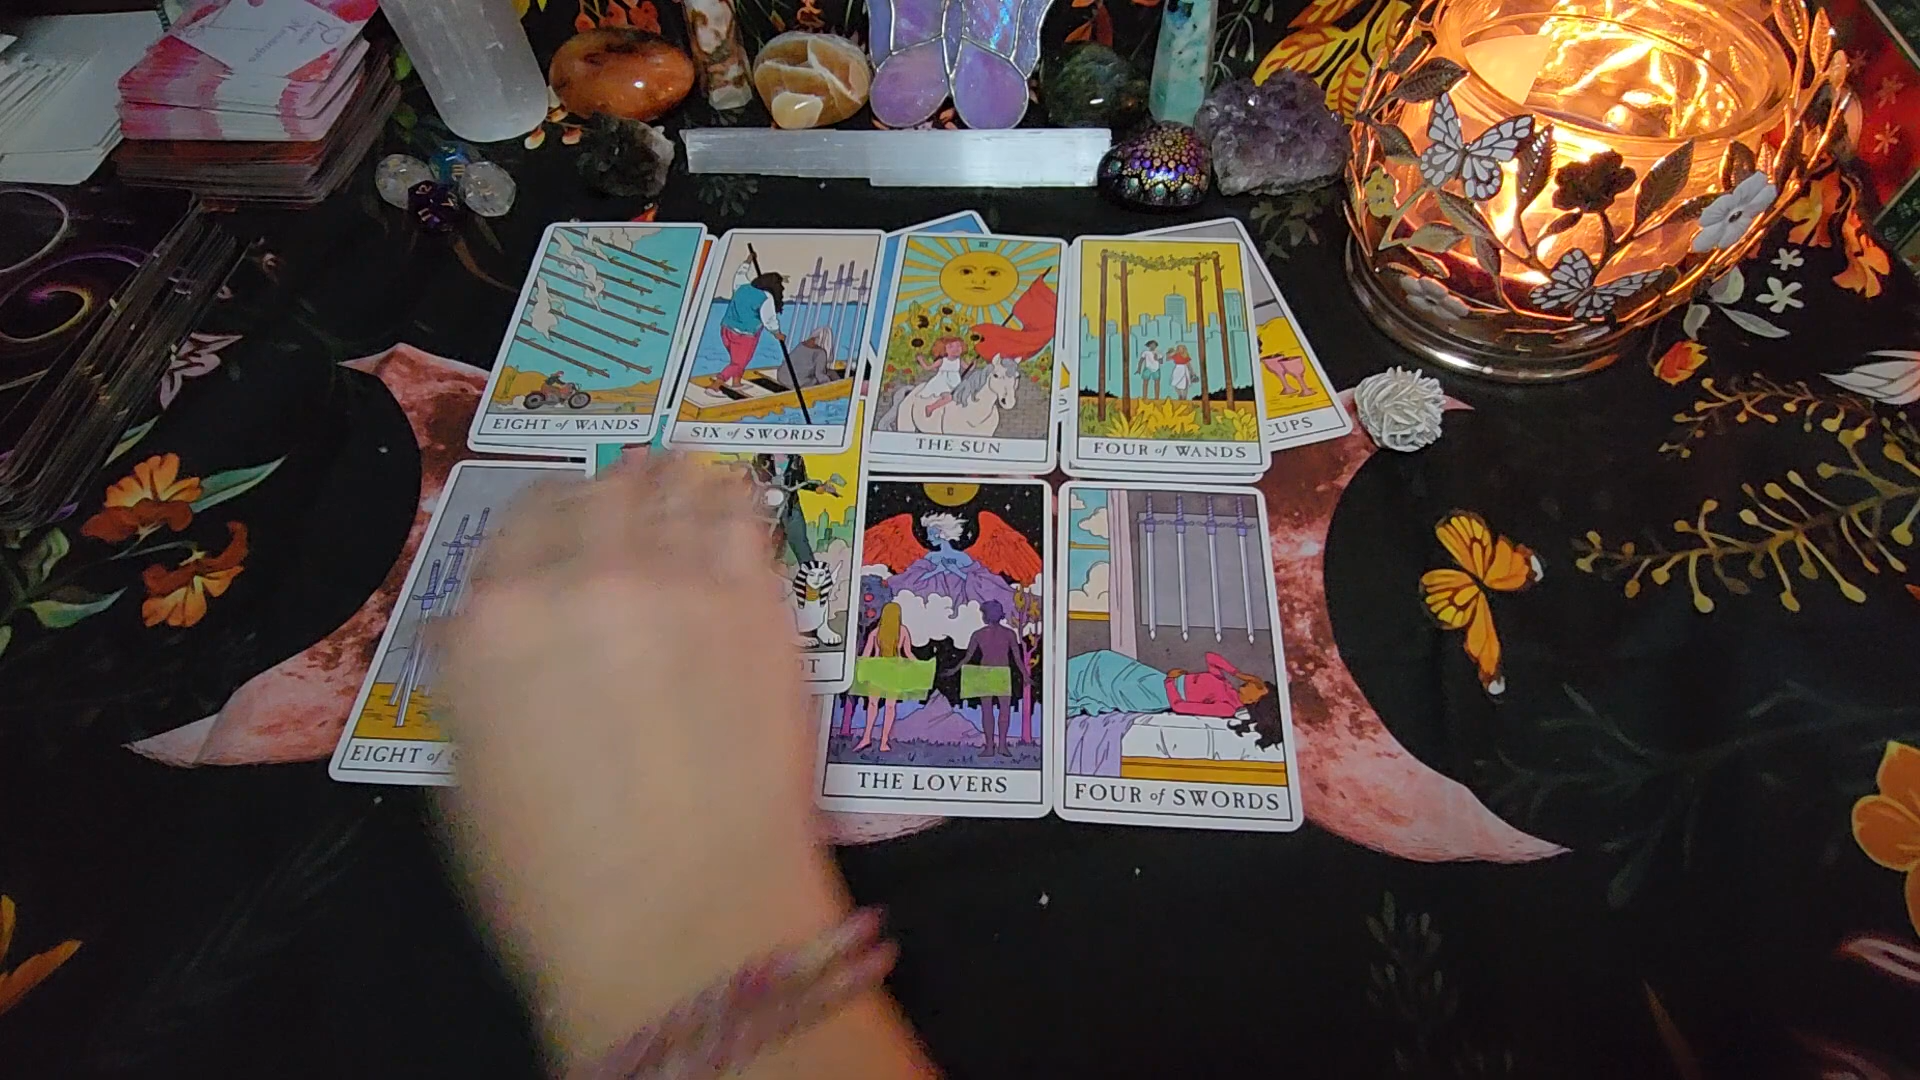 EIGHT of WANDS
SIX of SWORDS
THE SUN
FOUR of WANDS
CUPS
EIGHT of
OT
THE LOVERS
FOUR of SWORDS